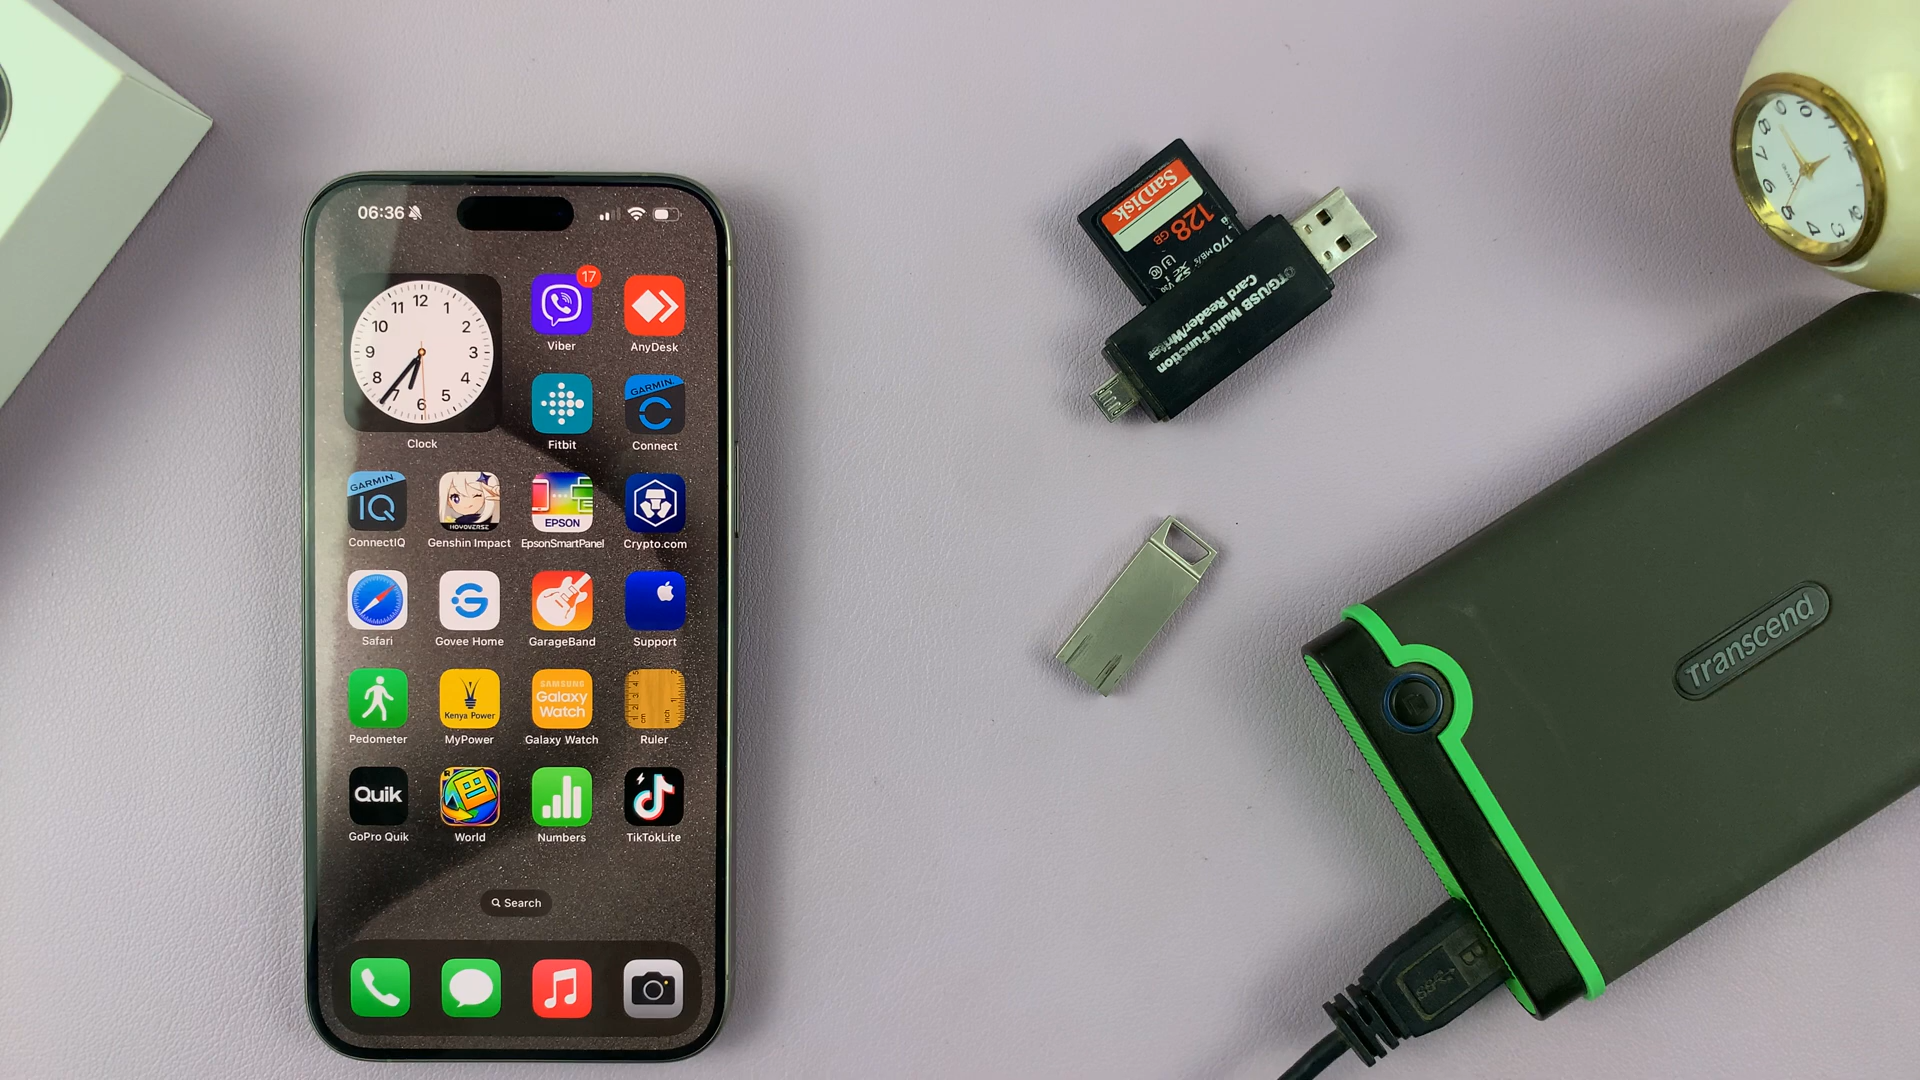 06:36
12
11
1
10
2
9
3
8
4
7
5
6
Clock
17
Viber
AnyDesk
Fitbit
GARMIN
Connect
GARMIN
IQ
ConnectIQ
HOYOVERSE
Genshin Impact
EPSON
EpsonSmartPanel
Crypto.com
Safari
Govee Home
GarageBand
Support
Pedometer
Kenya Power
MyPower
SAMSUNG
Galaxy
Watch
Galaxy Watch
cm
inch
Ruler
Quik
GoPro Quik
World
Numbers
TikTokLite
Search
SanDisk
128 GB
170 MB/s
OTG/USB Multi-Function
Card Reader/Writer
Transcend